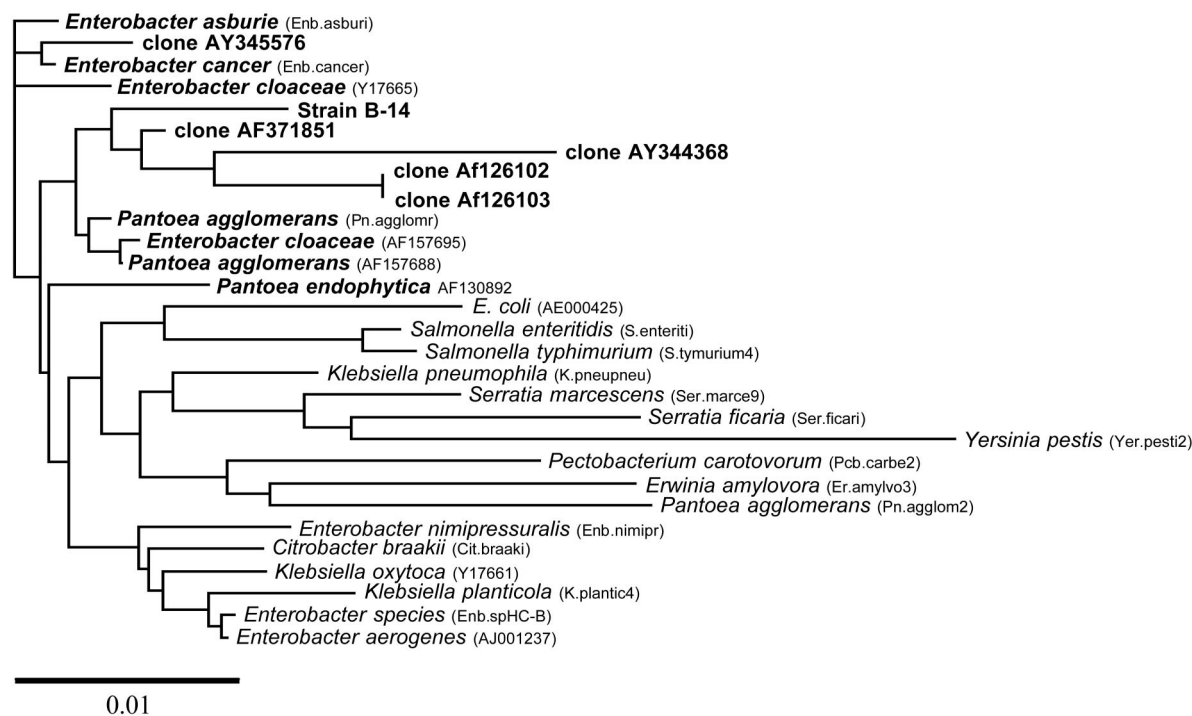 Enterobacter asburie (Enb.asburi)
clone AY345576
Enterobacter cancer (Enb.cancer)
Enterobacter cloaceae (Y17665)
Strain B-14
clone AF371851
clone AY344368
clone Af126102
clone Af126103
Pantoea agglomerans (Pn.agglomr)
Enterobacter cloaceae (AF157695)
Pantoea agglomerans (AF157688)
Pantoea endophytica AF130892
E. coli (AE000425)
Salmonella enteritidis (S.enteriti)
Salmonella typhimurium (S.tymurium4)
Klebsiella pneumophila (K.pneupneu)
Serratia marcescens (Ser.marce9)
Serratia ficaria (Ser.ficari)
Yersinia pestis (Yer.pesti2)
Pectobacterium carotovorum (Pcb.carbe2)
Erwinia amylovora (Er.amylvo3)
Pantoea agglomerans (Pn.agglom2)
Enterobacter nimipressuralis (Enb.nimipr)
Citrobacter braakii (Cit.braaki)
Klebsiella oxytoca (Y17661)
Klebsiella planticola (K.plantic4)
Enterobacter species (Enb.spHC-B)
Enterobacter aerogenes (AJ001237)
0.01